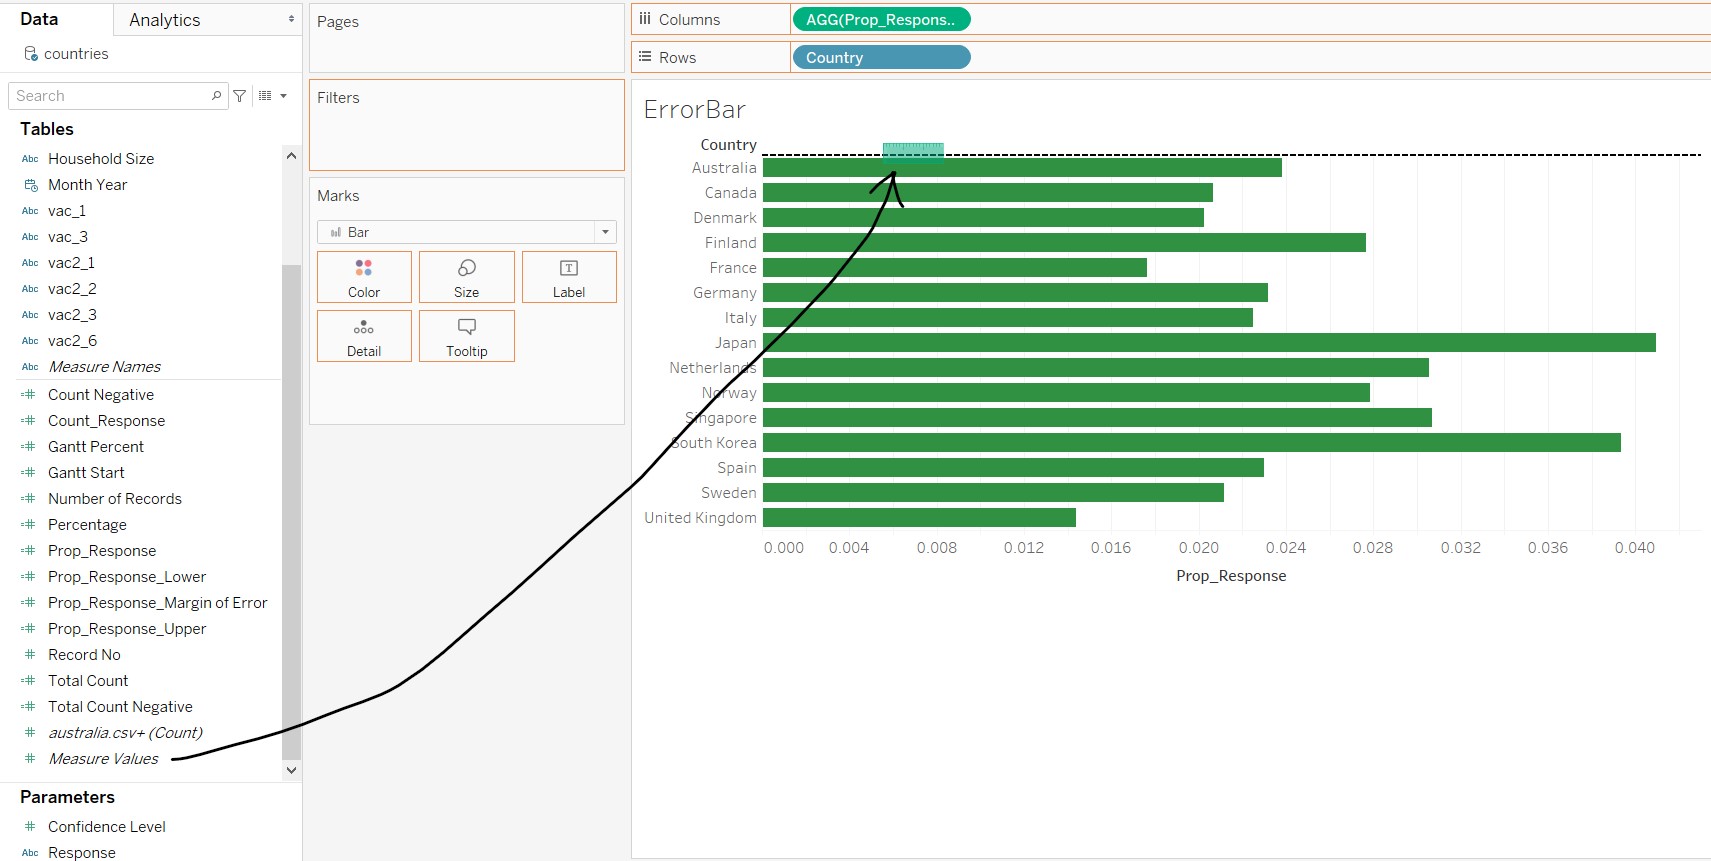 Data
Analytics
countries
Search
Tables
Abc Household Size
Month Year
Abc vac_1
Abc vac_3
Abc vac2_1
Abc vac2_2
Abc vac2_3
Abc vac2_6
Abc Measure Names
=# Count Negative
=# Count_Response
=# Gantt Percent
=# Gantt Start
=# Number of Records
=# Percentage
=# Prop_Response
=# Prop_Response_Lower
=# Prop_Response_Margin of Error
=# Prop_Response_Upper
# Record No
=# Total Count
=# Total Count Negative
# australia.csv+ (Count)
# Measure Values
Parameters
# Confidence Level
Abc Response
Pages
Filters
Marks
Bar
Color Size T Label
Detail Tooltip
Columns AGG(Prop_Respons..
Rows Country
ErrorBar
Country
Australia
Canada
Denmark
Finland
France
Germany
Italy
Japan
Netherlands
Norway
Singapore
South Korea
Spain
Sweden
United Kingdom
0.000 0.004 0.008 0.012 0.016 0.020 0.024 0.028 0.032 0.036 0.040
Prop_Response